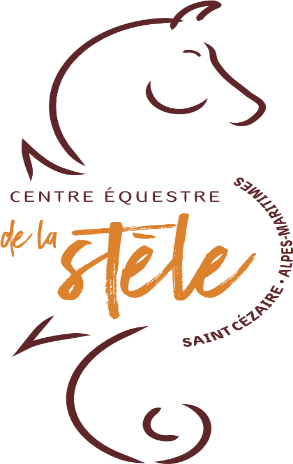 CENTRE ÉQUESTRE
de la
stèle
SAINT CÉZAIRE • ALPES-MARITIMES